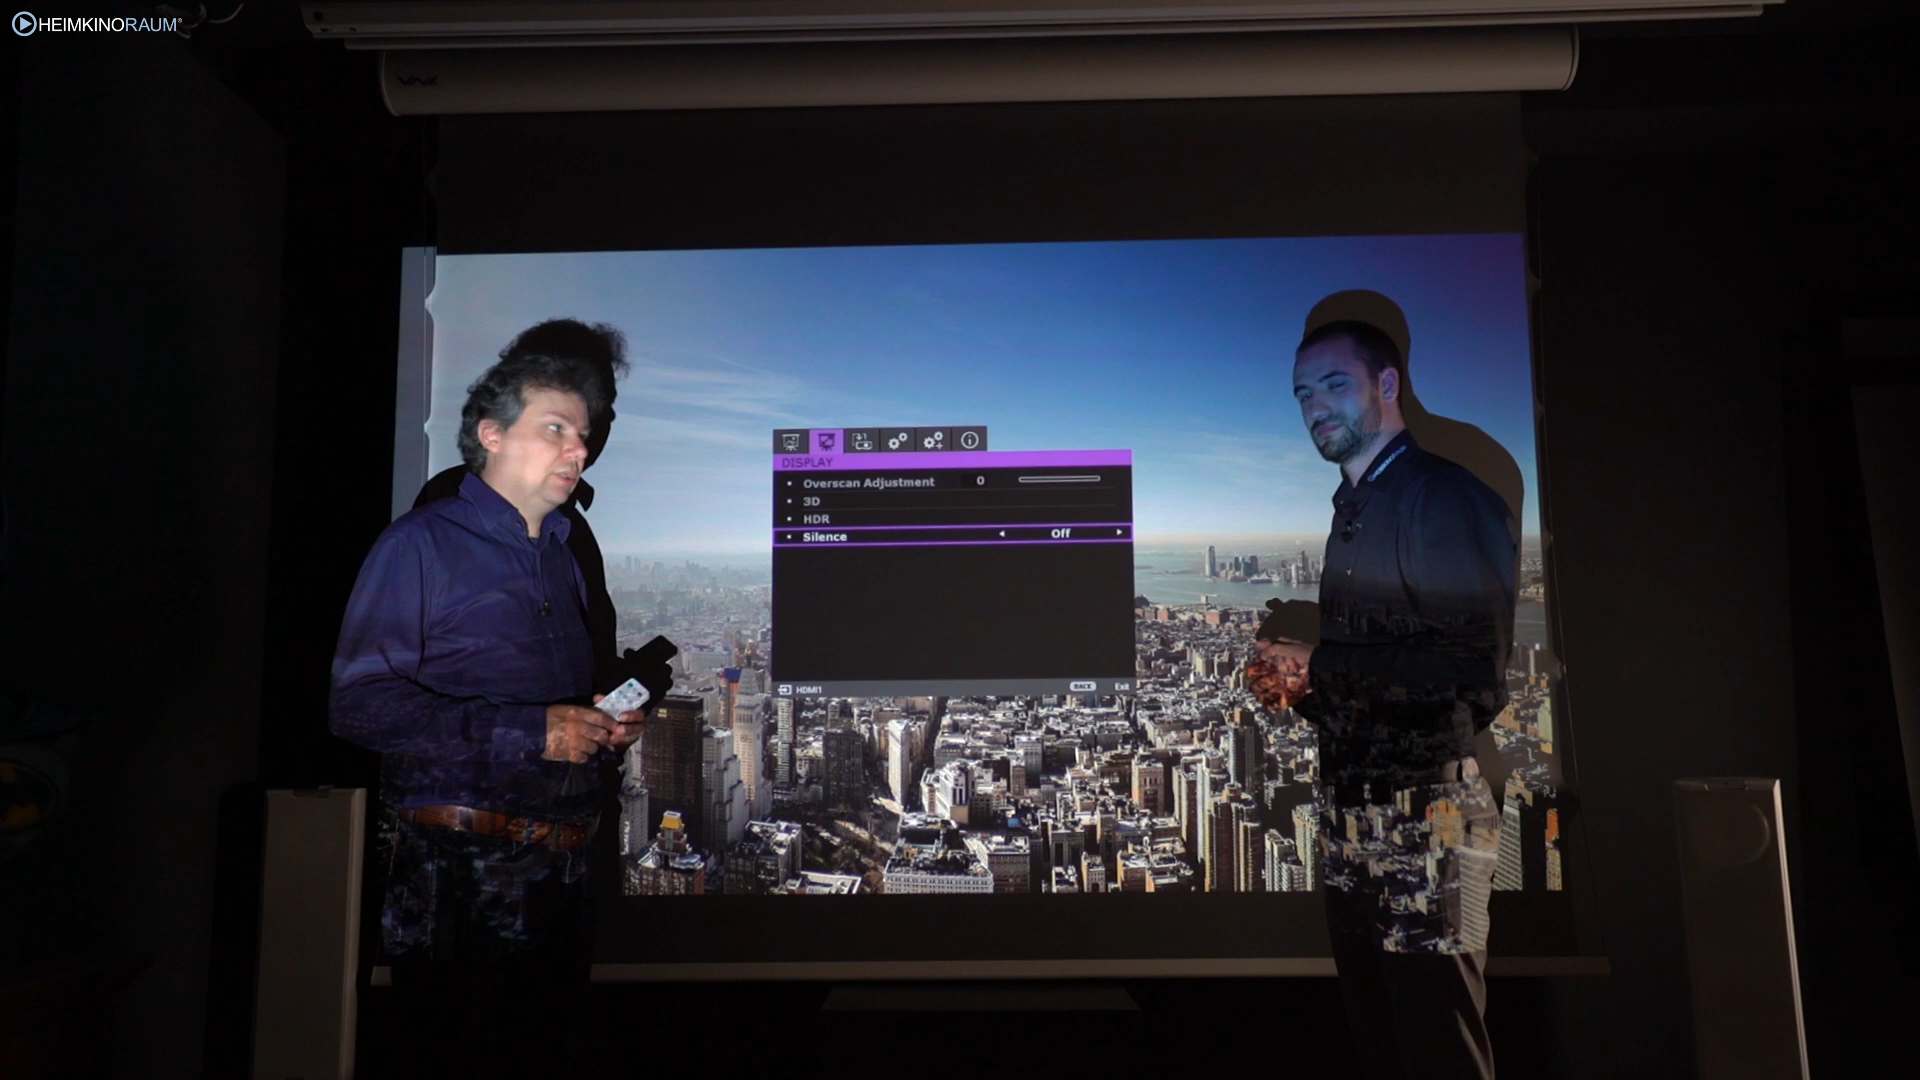 HEIMKINORAUM®
DISPLAY
Overscan Adjustment 0
3D
HDR
Silence Off
HDMI1 BACK Exit